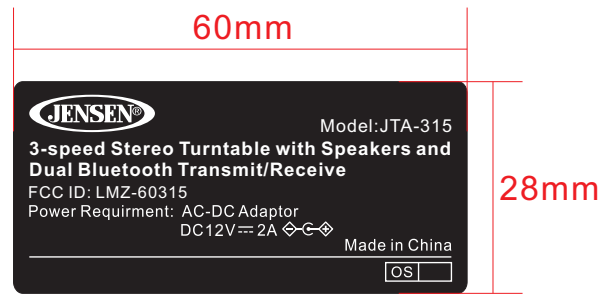 60mm
JENSEN®
Model:JTA-315
3-speed Stereo Turntable with Speakers and
Dual Bluetooth Transmit/Receive
FCC ID: LMZ-60315
Power Requirment: AC-DC Adaptor
DC12V⎓2A
Made in China
OS
28mm